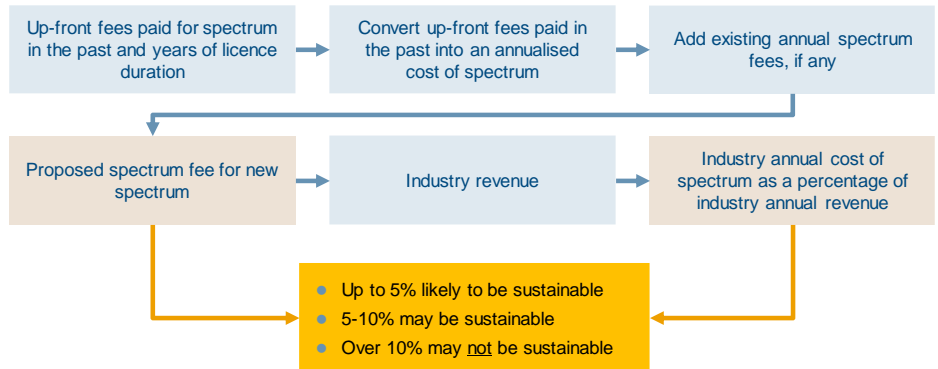 Up-front fees paid for spectrum
in the past and years of licence
duration
Convert up-front fees paid in
the past into an annualised
cost of spectrum
Add existing annual spectrum
fees, if any
Proposed spectrum fee for new
spectrum
Industry revenue
Industry annual cost of
spectrum as a percentage of
industry annual revenue
● Up to 5% likely to be sustainable
● 5-10% may be sustainable
● Over 10% may not be sustainable